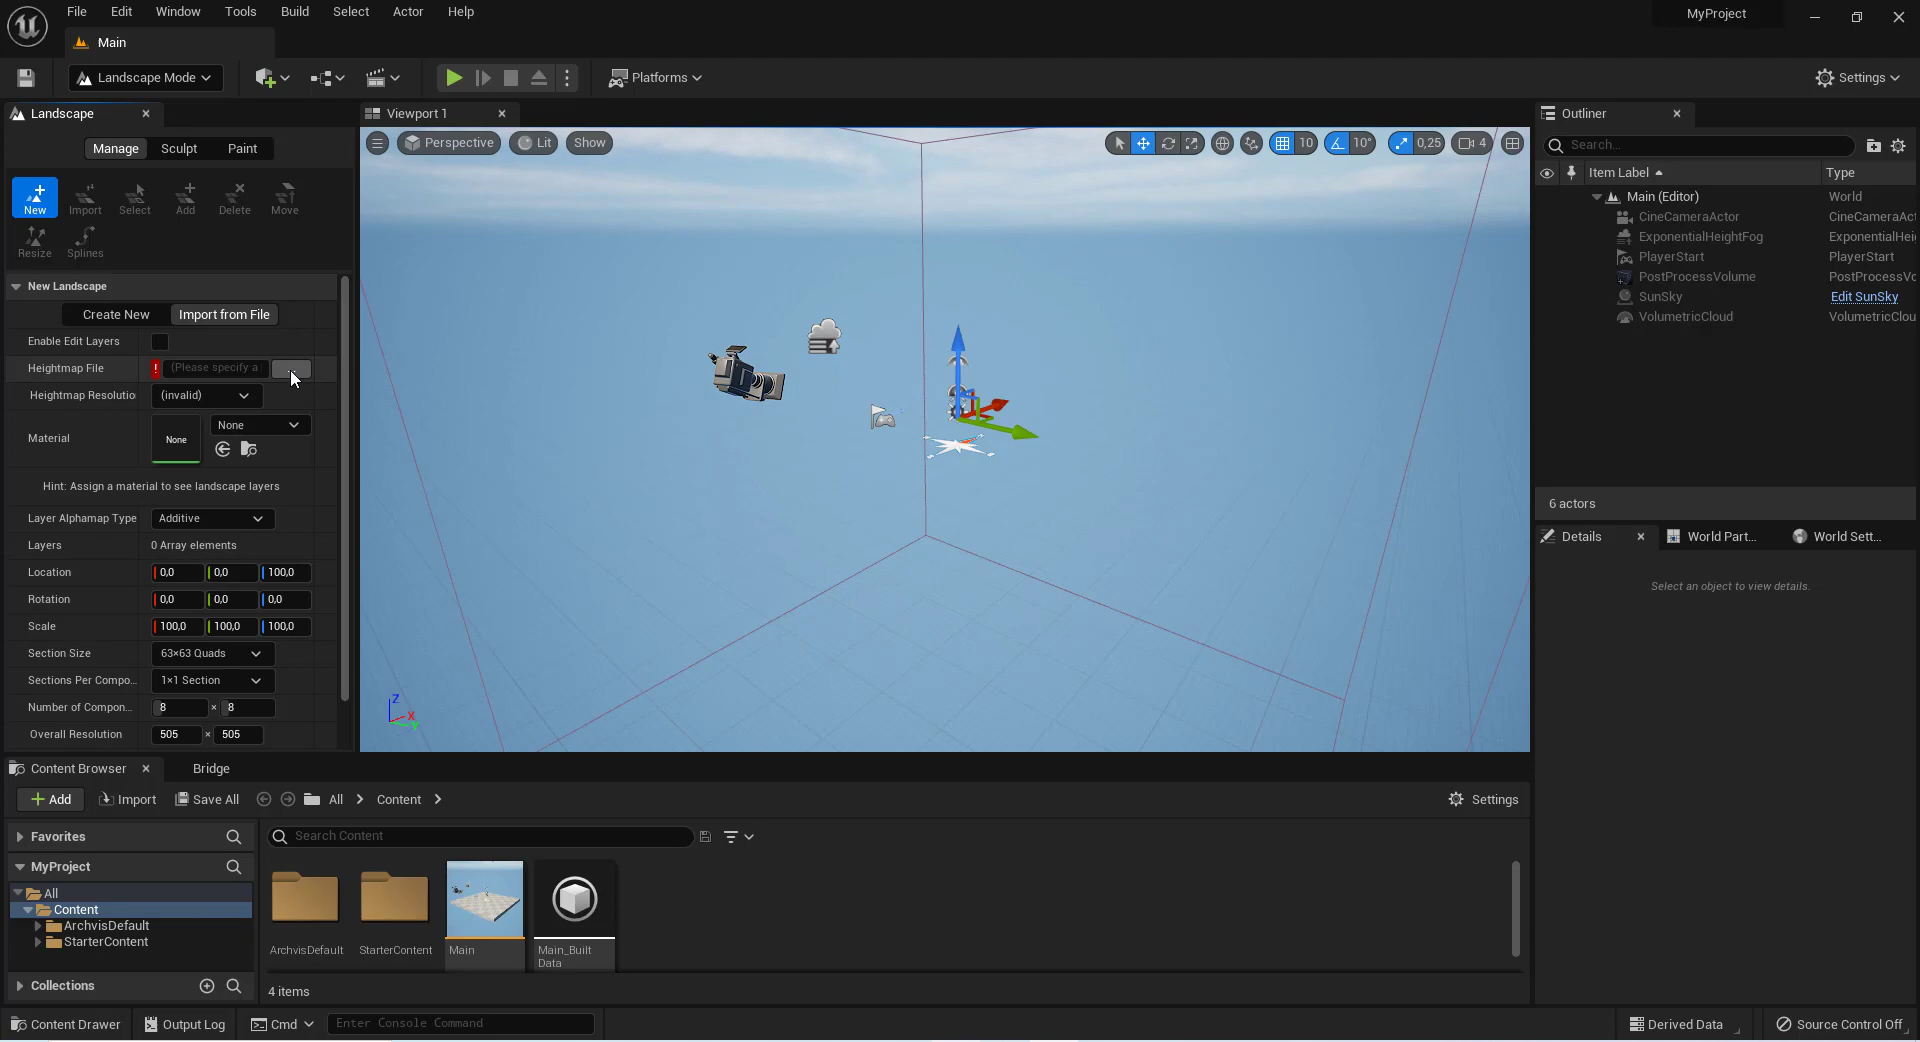 File Edit Window Tools Build Select Actor Help
MyProject
Main
Landscape Mode
Platforms
Settings
Landscape
Viewport 1
Outliner
Manage Sculpt Paint
Perspective
Lit
Show
10
10°
0,25
4
Search...
Item Label
Type
New
Import
Select
Add
Delete
Move
Resize
Splines
Main (Editor) World
CineCameraActor CineCameraAct
ExponentialHeightFog ExponentialHei
PlayerStart PlayerStart
PostProcessVolume PostProcessVo
SunSky Edit SunSky
VolumetricCloud VolumetricClou
New Landscape
Create New
Import from File
Enable Edit Layers
Heightmap File
! (Please specify a
Heightmap Resolutio (invalid)
Material
None
None
Hint: Assign a material to see landscape layers
Layer Alphamap Type Additive
Layers 0 Array elements
Location 0,0 0,0 100,0
Rotation 0,0 0,0 0,0
Scale 100,0 100,0 100,0
Section Size 63×63 Quads
Sections Per Compo... 1×1 Section
Number of Compon... 8 × 8
Overall Resolution 505 × 505
Z
X
Y
6 actors
Details
World Part...
World Sett...
Select an object to view details.
Content Browser
Bridge
Add
Import
Save All
All
Content
Settings
Favorites
Search Content
MyProject
All
Content
ArchvisDefault
StarterContent
Collections
ArchvisDefault
StarterContent
Main
Main_Built
Data
4 items
Content Drawer
Output Log
Cmd
Enter Console Command
Derived Data
Source Control Off